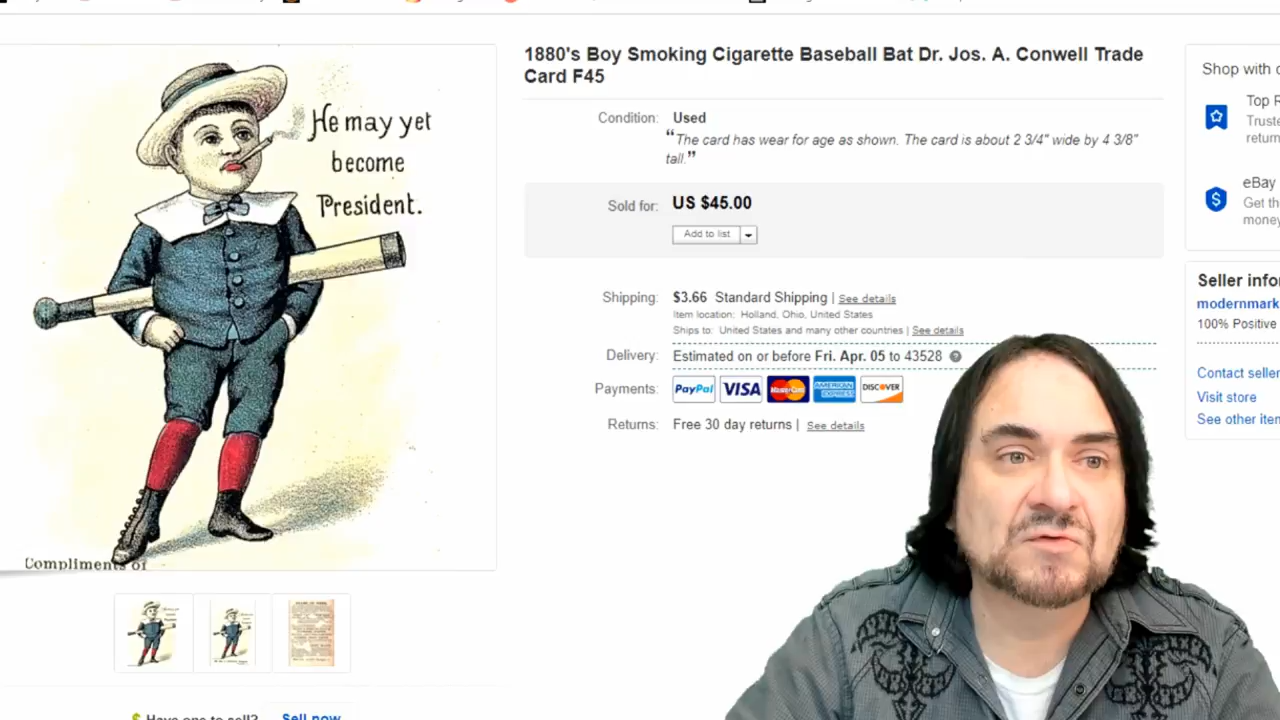 He may yet
become
President.
Compliments of
1880's Boy Smoking Cigarette Baseball Bat Dr. Jos. A. Conwell Trade
Card F45
Condition: Used
“The card has wear for age as shown. The card is about 2 3/4" wide by 4 3/8"
tall.”
Sold for: US $45.00
Add to list
Shipping: $3.66 Standard Shipping | See details
Item location: Holland, Ohio, United States
Ships to: United States and many other countries | See details
Delivery: Estimated on or before Fri. Apr. 05 to 43528
Payments: PayPal VISA MasterCard AMERICAN EXPRESS DISCOVER
Returns: Free 30 day returns | See details
Shop with
Top R
Truste
return
eBay
Get th
money
Seller info
modernmark
100% Positive
Contact seller
Visit store
See other item
Have one to sell? Sell now